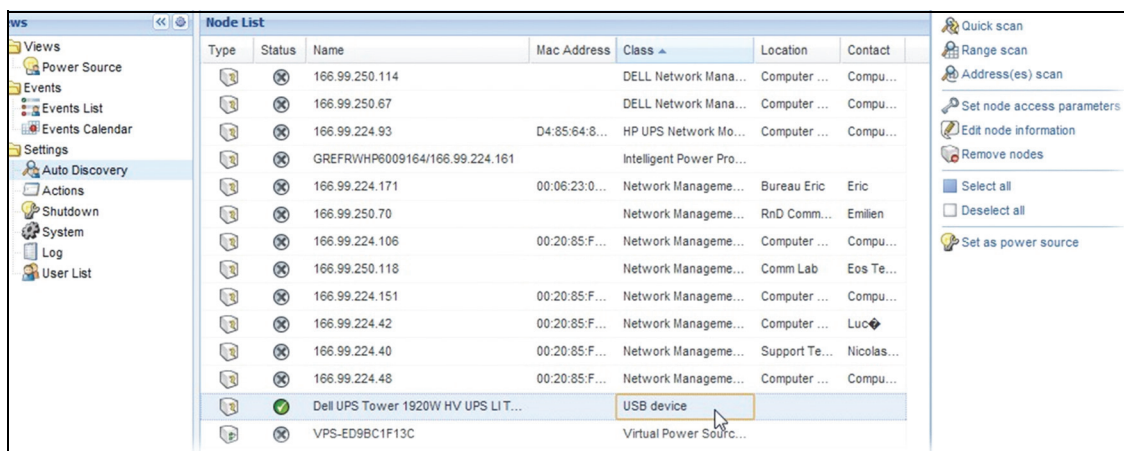 ws
Views
Power Source
Events
Events List
Events Calendar
Settings
Auto Discovery
Actions
Shutdown
System
Log
User List
Node List
Type Status Name Mac Address Class Location Contact
166.99.250.114 DELL Network Mana... Computer ... Compu...
166.99.250.67 DELL Network Mana... Computer ... Compu...
166.99.224.93 D4:85:64:8... HP UPS Network Mo... Computer ... Compu...
GREFRWHP6009164/166.99.224.161 Intelligent Power Pro...
166.99.224.171 00:06:23:0... Network Manageme... Bureau Eric Eric
166.99.250.70 Network Manageme... RnD Comm... Emilien
166.99.224.106 00:20:85:F... Network Manageme... Computer ... Compu...
166.99.250.118 Network Manageme... Comm Lab Eos Te...
166.99.224.151 00:20:85:F... Network Manageme... Computer ... Compu...
166.99.224.42 00:20:85:F... Network Manageme... Computer ... Luc�
166.99.224.40 00:20:85:F... Network Manageme... Support Te... Nicolas...
166.99.224.48 00:20:85:F... Network Manageme... Computer ... Compu...
Dell UPS Tower 1920W HV UPS LI T... USB device
VPS-ED9BC1F13C Virtual Power Sourc...
Quick scan
Range scan
Address(es) scan
Set node access parameters
Edit node information
Remove nodes
Select all
Deselect all
Set as power source